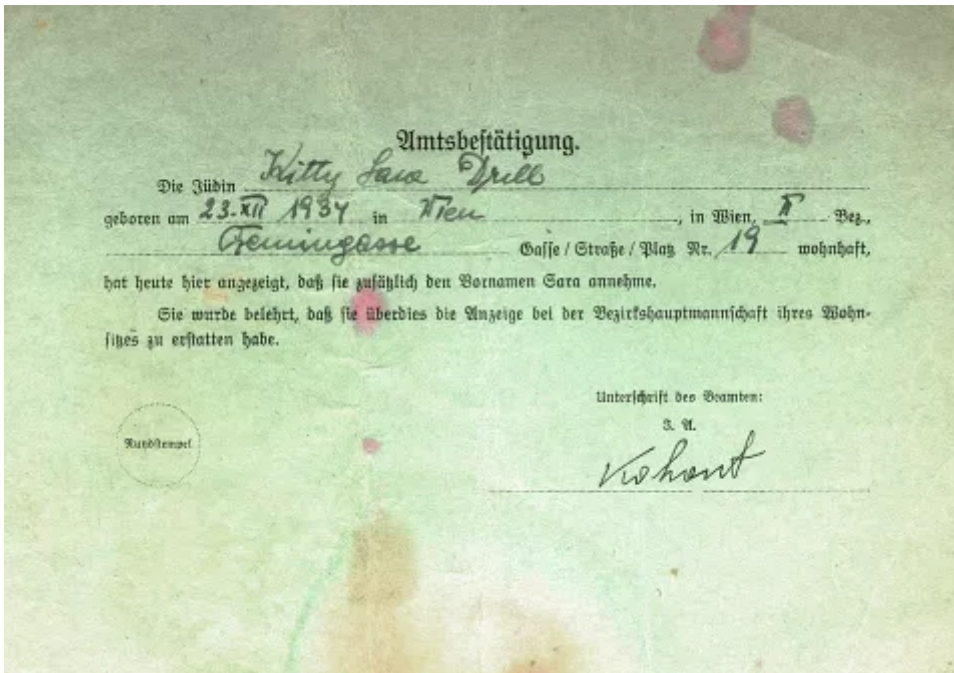 Amtsbestätigung.
Die Jüdin Kitty Sara Drill
geboren am 23. XII 1934 in Wien, in Wien, II Bez.,
Gasse / Straße / Platz Nr. 19 wohnhaft,
hat heute hier angezeigt, daß sie zusätzlich den Vornamen Sara annehme.
Sie wurde belehrt, daß sie überdies die Anzeige bei der Bezirkshauptmannschaft ihres Wohn-
sitzes zu erstatten habe.
Unterschrift des Beamten:
I. A.
Rundstempel
Kohout